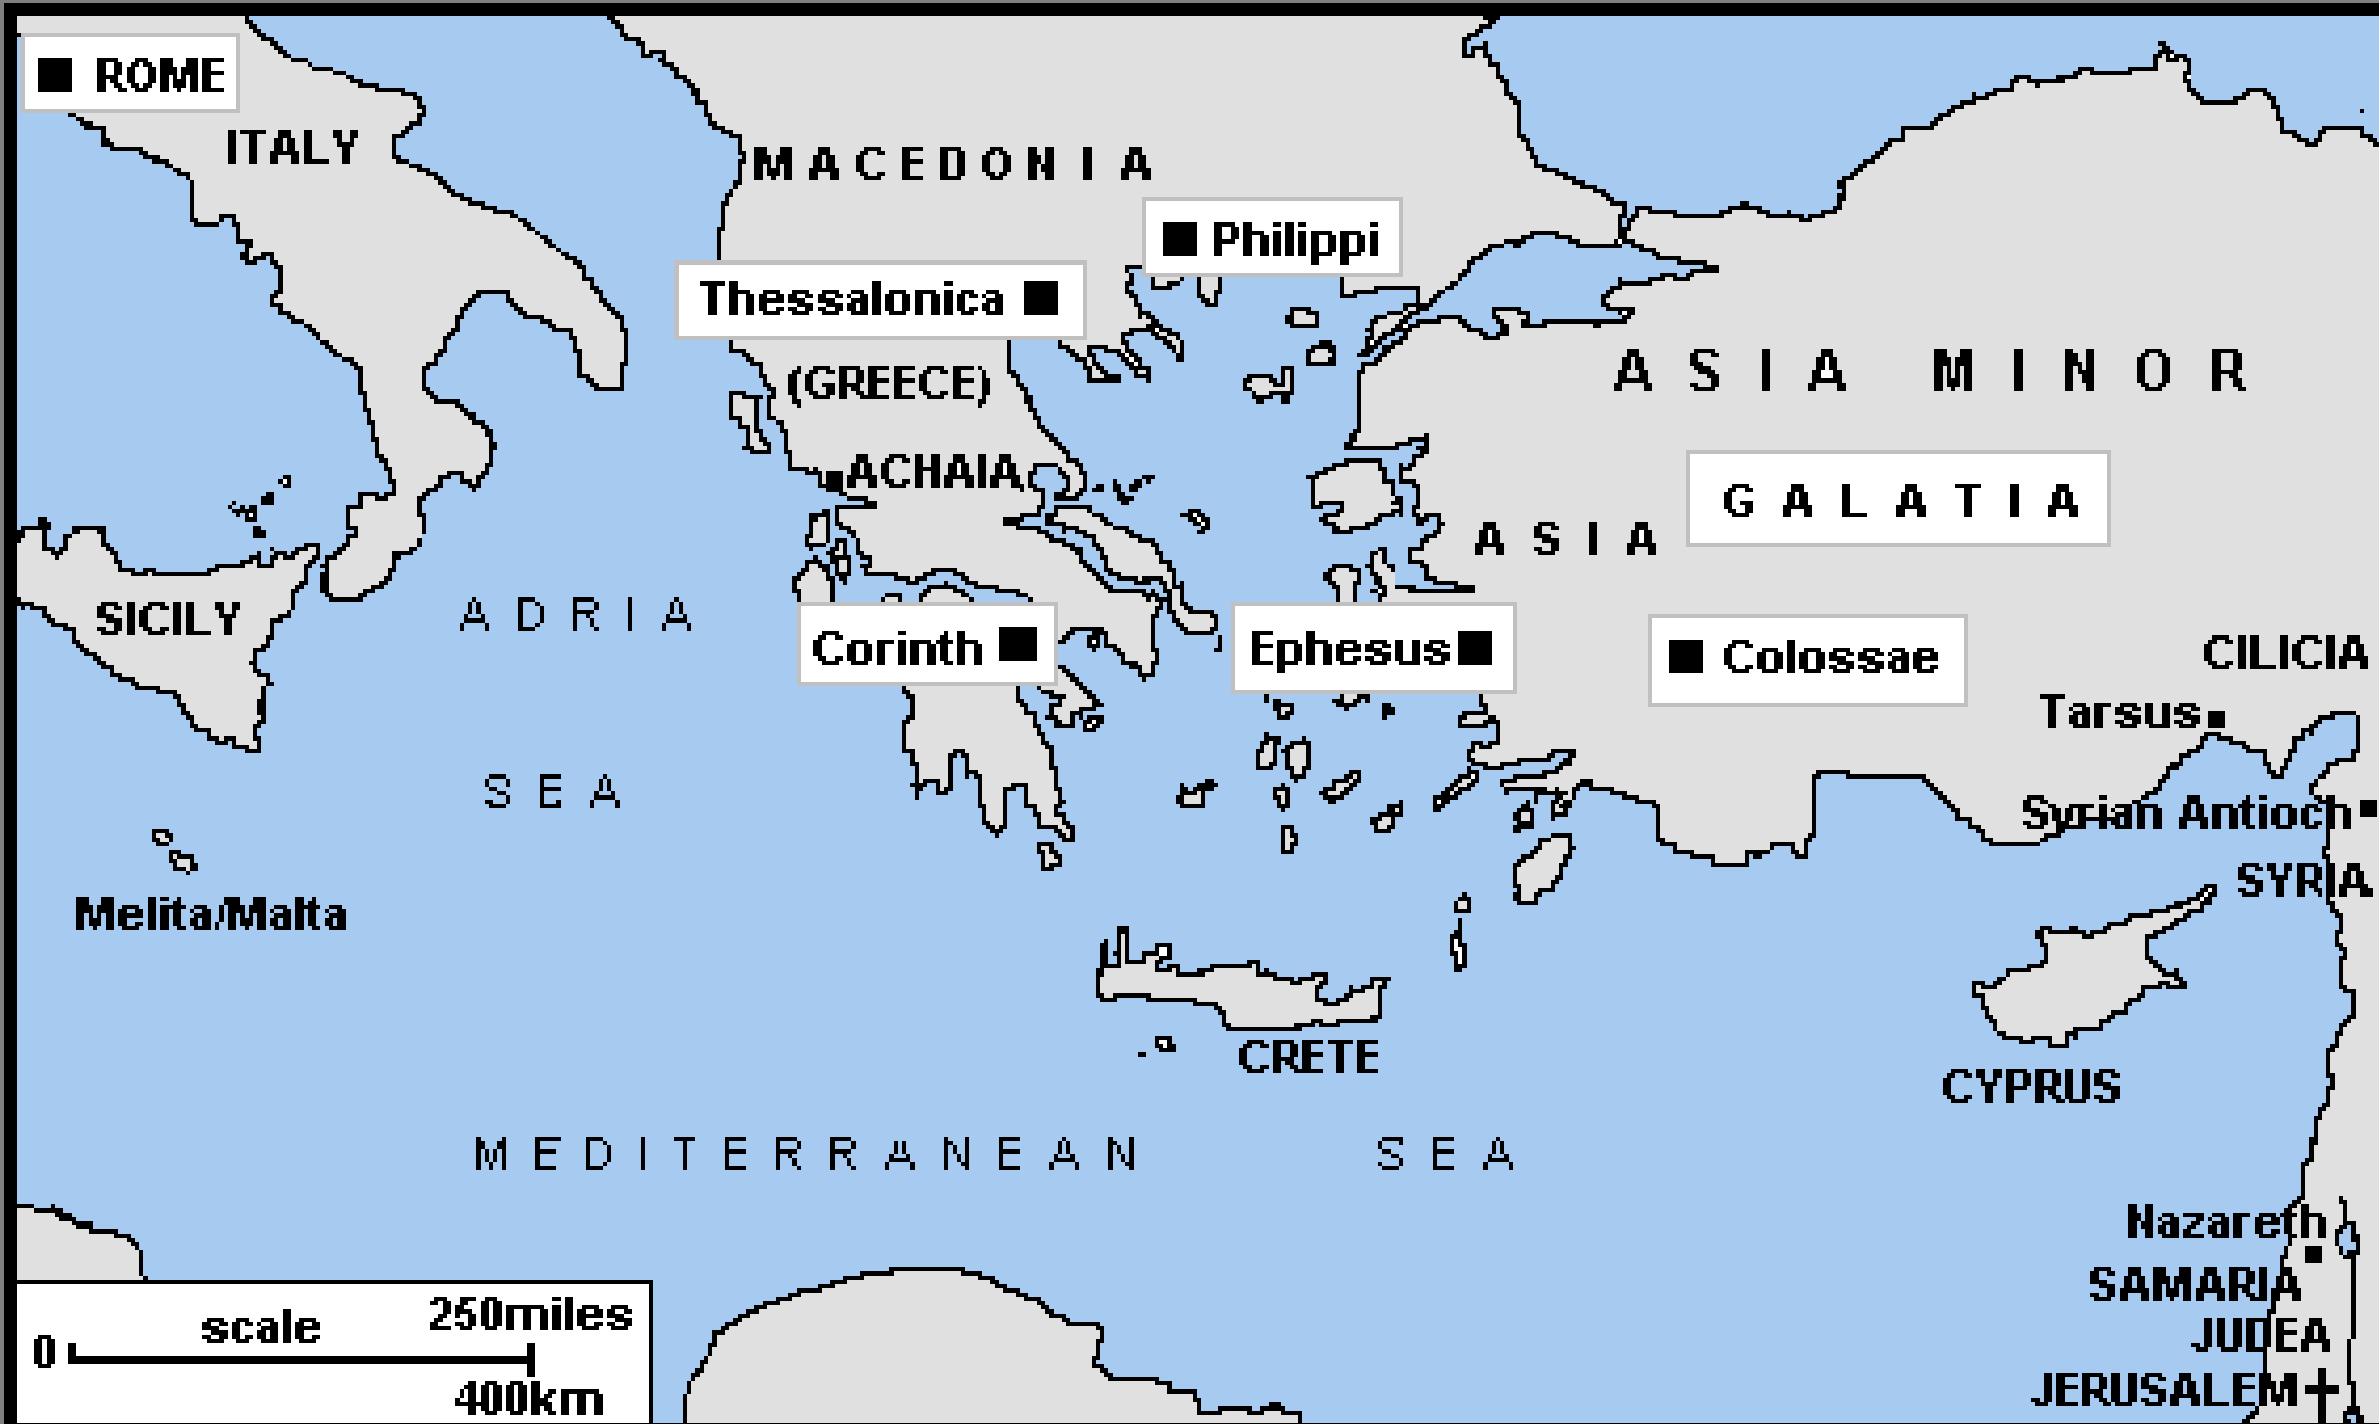 ROME
ITALY
MACEDONIA
Philippi
Thessalonica
(GREECE)
ASIA MINOR
ACHAIA
GALATIA
ASIA
SICILY
ADRIA
Corinth
Ephesus
Colossae
CILICIA
Tarsus
SEA
Syrian Antioch
SYRIA
Melita/Malta
CRETE
CYPRUS
MEDITERRANEAN SEA
Nazareth
SAMARIA
JUDEA
JERUSALEM
scale
250miles
0
400km